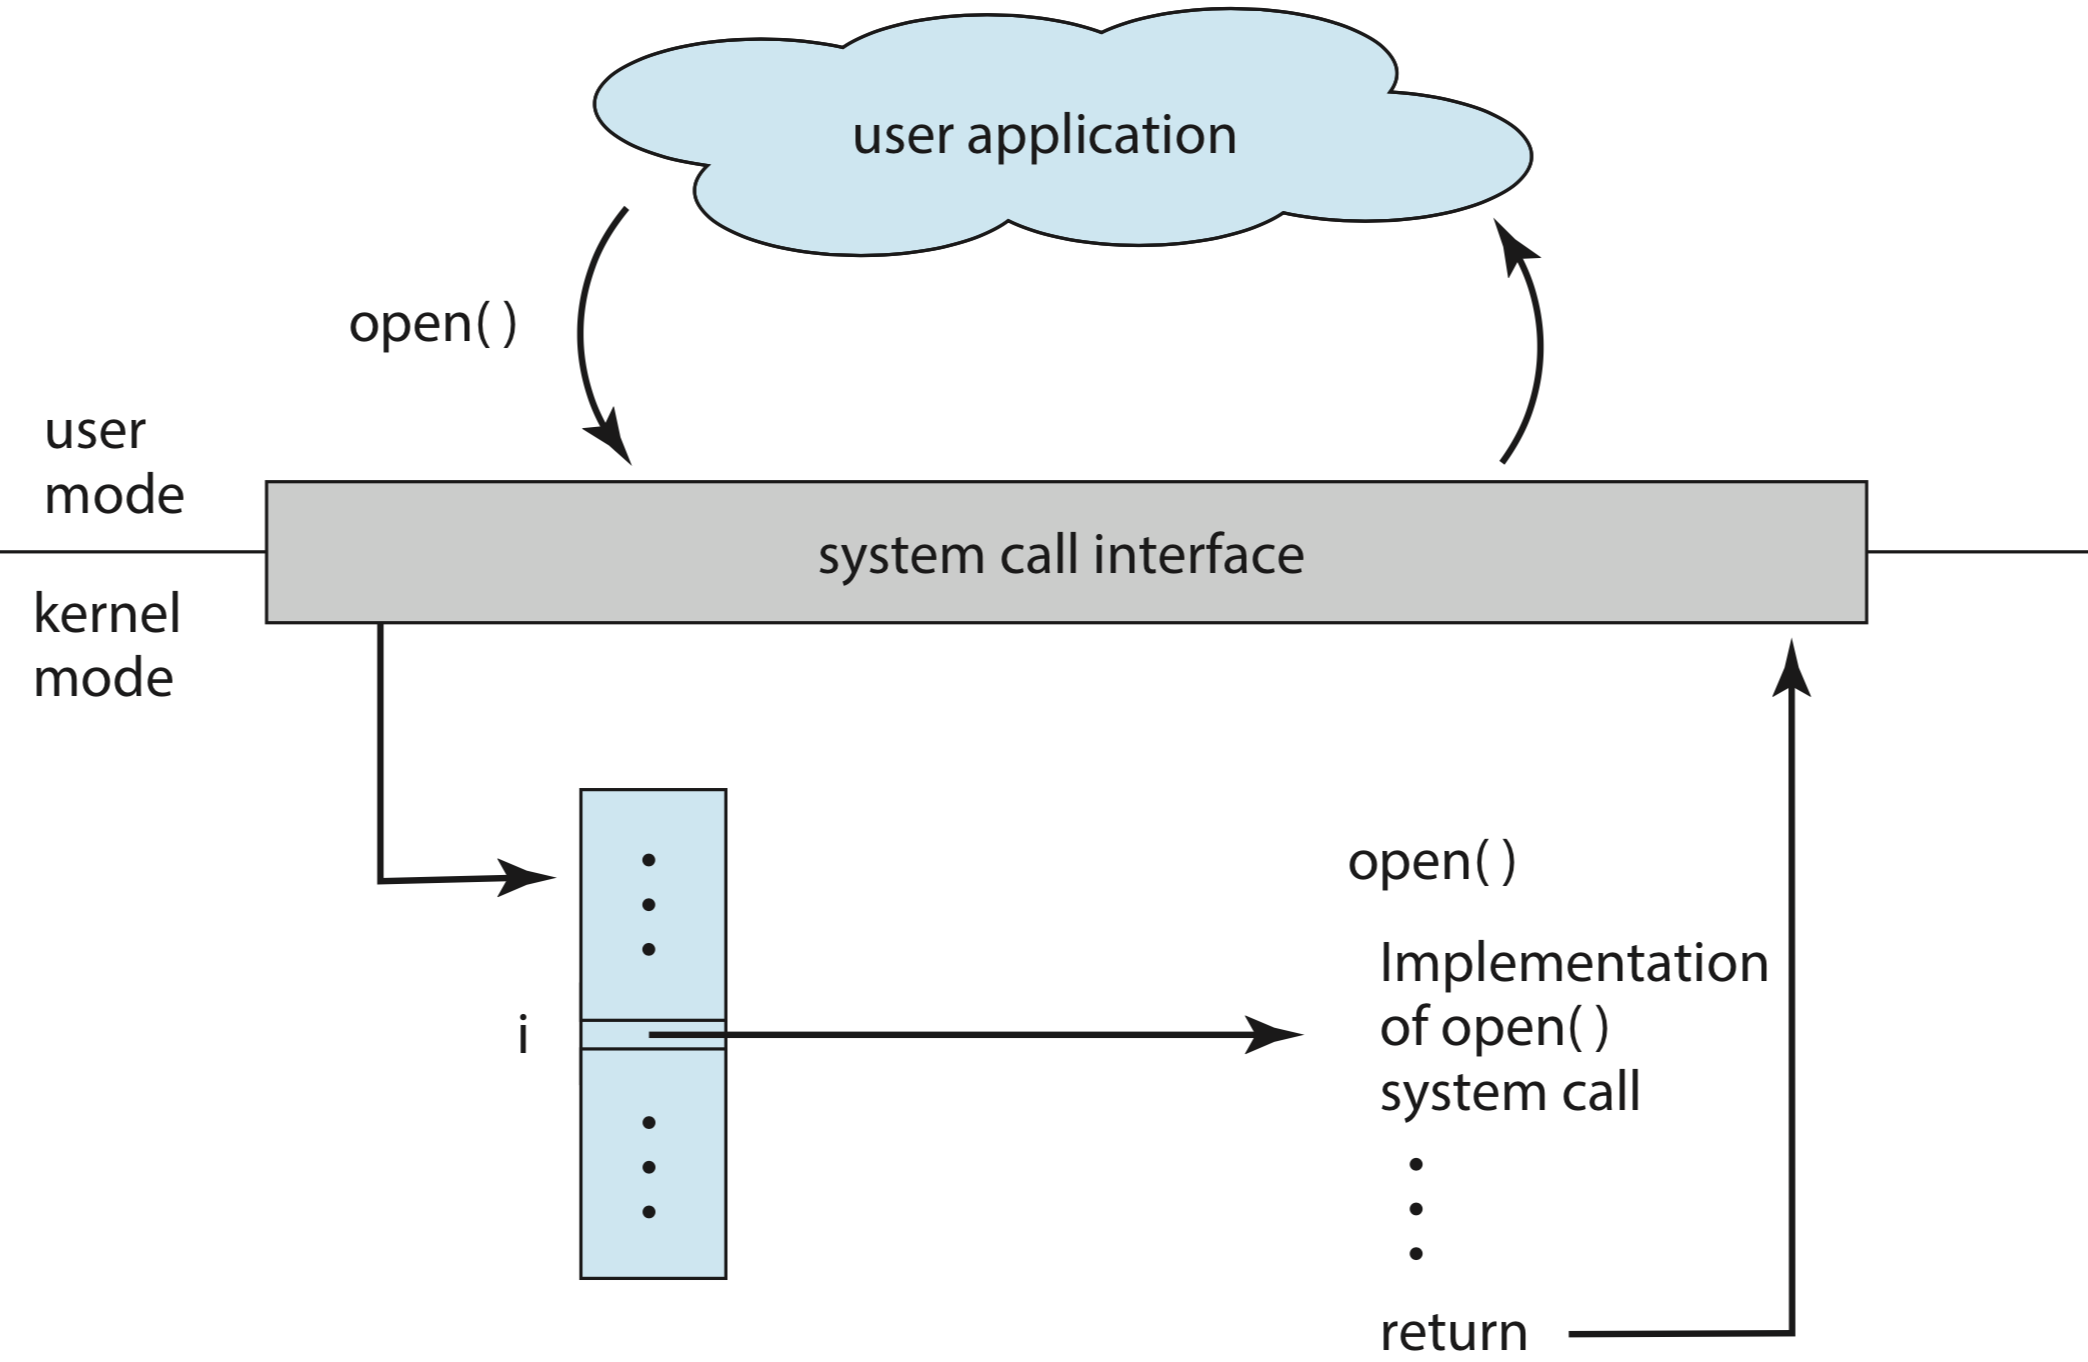 user application
open( )
user
mode
system call interface
kernel
mode
open( )
i
Implementation
of open( )
system call
return